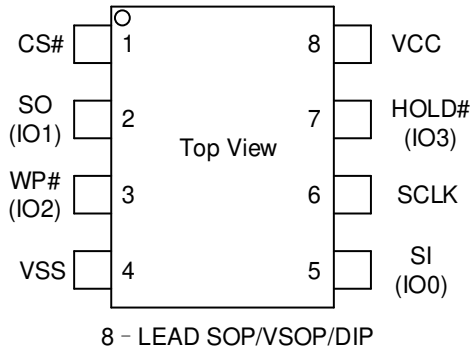 CS# 1 8 VCC
SO 2 7 HOLD#
(IO1) (IO3)
Top View
WP# 3 6 SCLK
(IO2)
VSS 4 5 SI
(IO0)
8 - LEAD SOP/VSOP/DIP